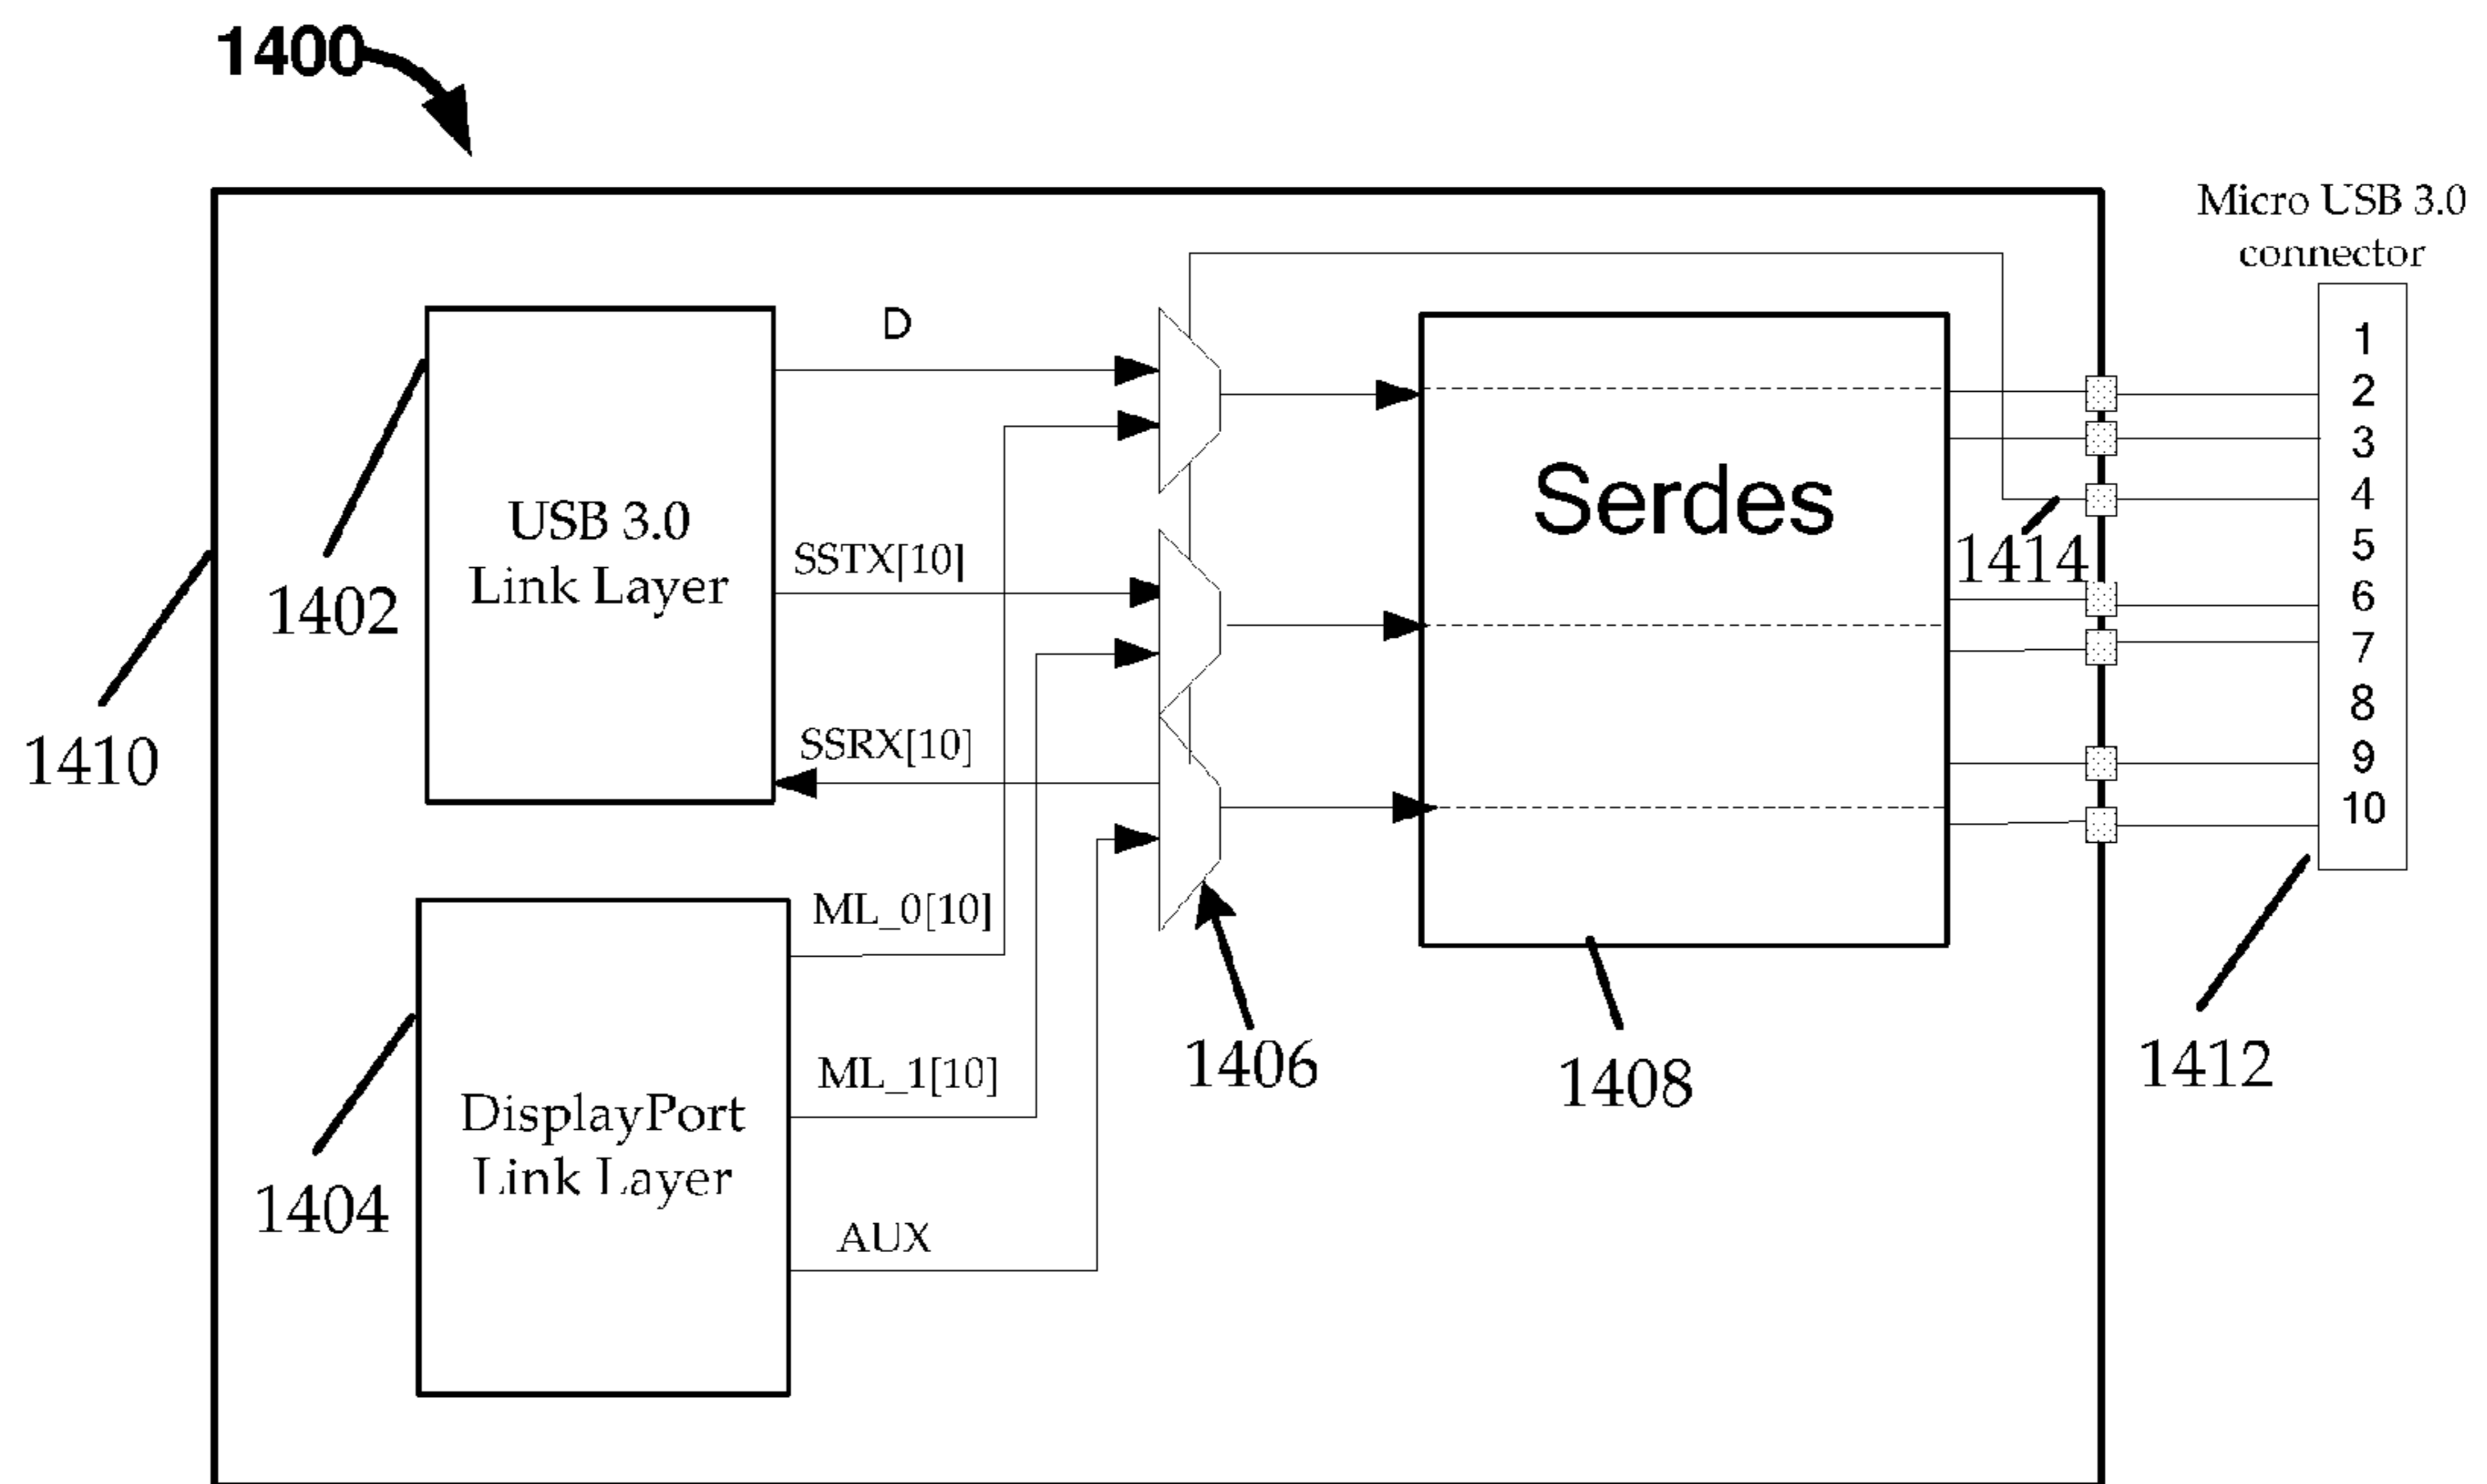 1400
Micro USB 3.0
connector
D
USB 3.0
Link Layer
SSTX[10]
SSRX[10]
Serdes
1
2
3
4
5
6
7
8
9
10
1402
1410
1414
ML_0[10]
ML_1[10]
AUX
DisplayPort
Link Layer
1404
1406
1408
1412